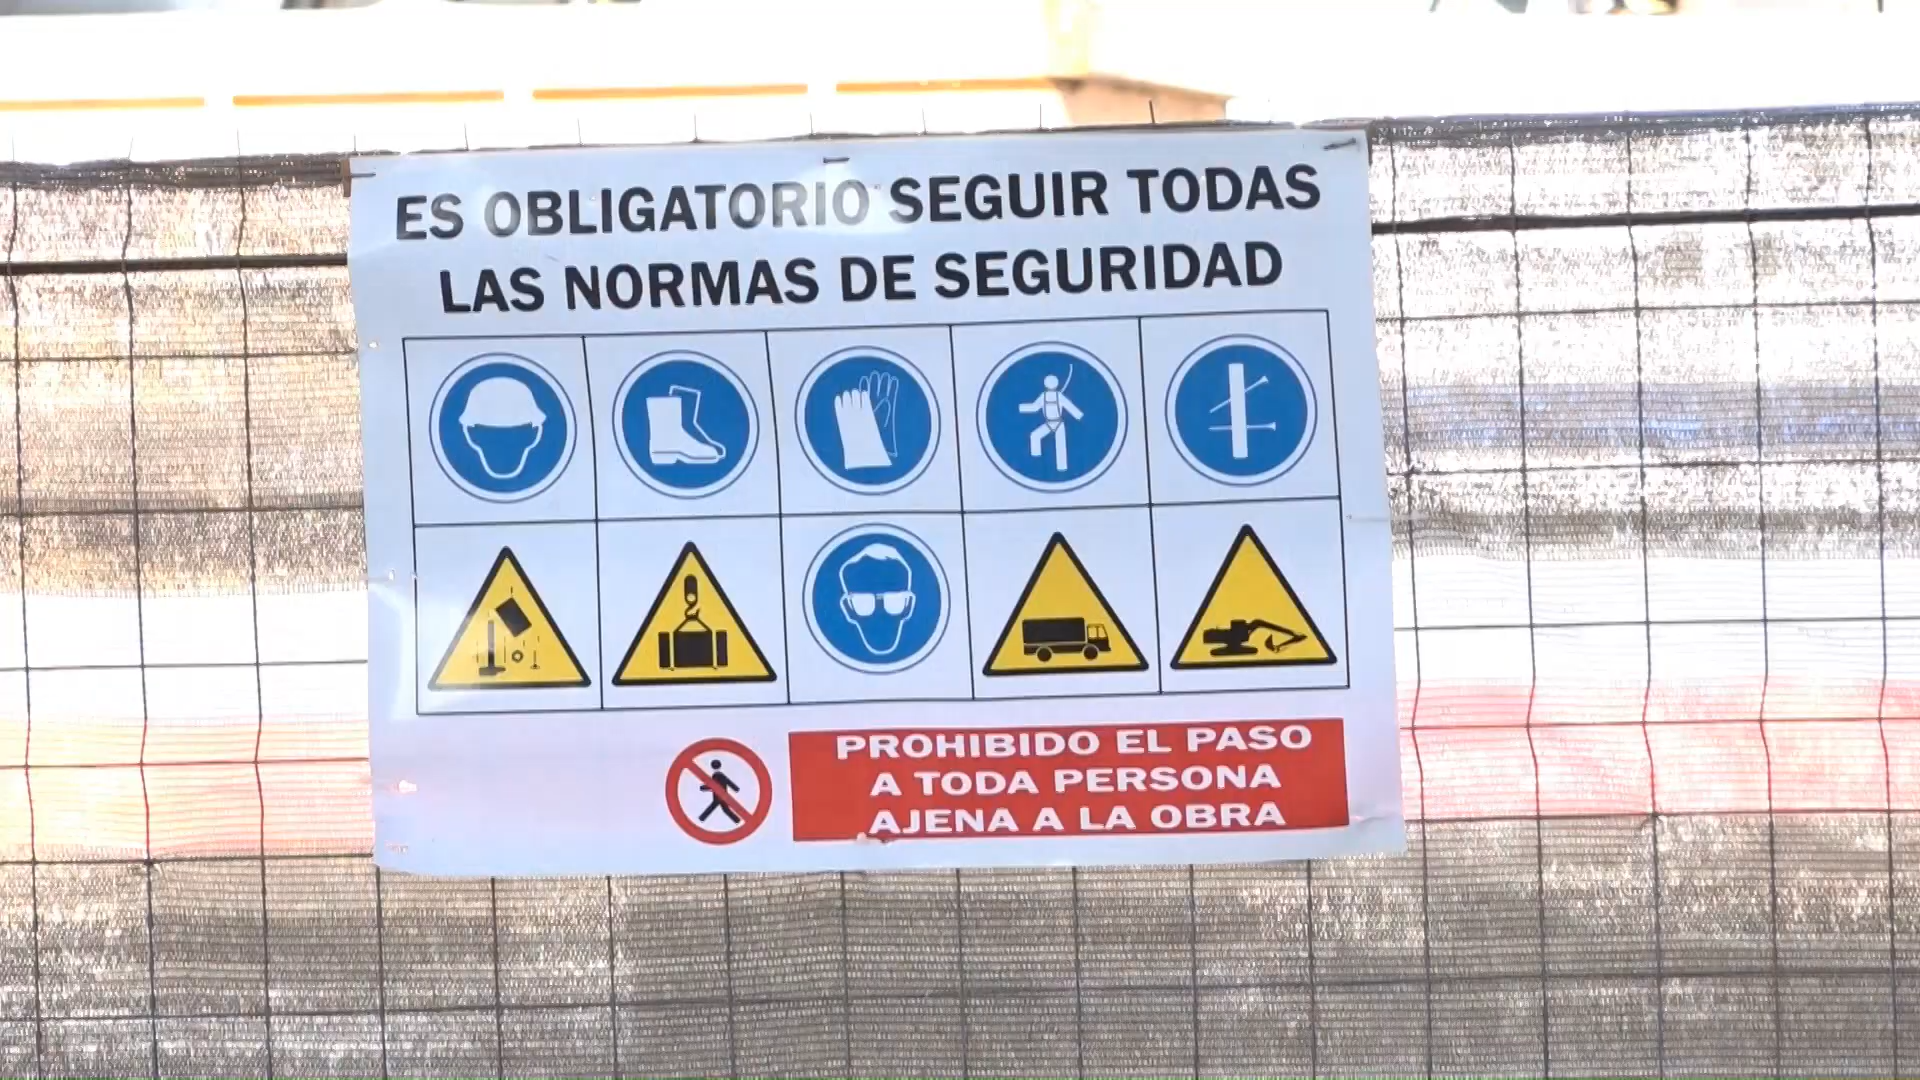 ES OBLIGATORIO SEGUIR TODAS
LAS NORMAS DE SEGURIDAD
PROHIBIDO EL PASO
A TODA PERSONA
AJENA A LA OBRA